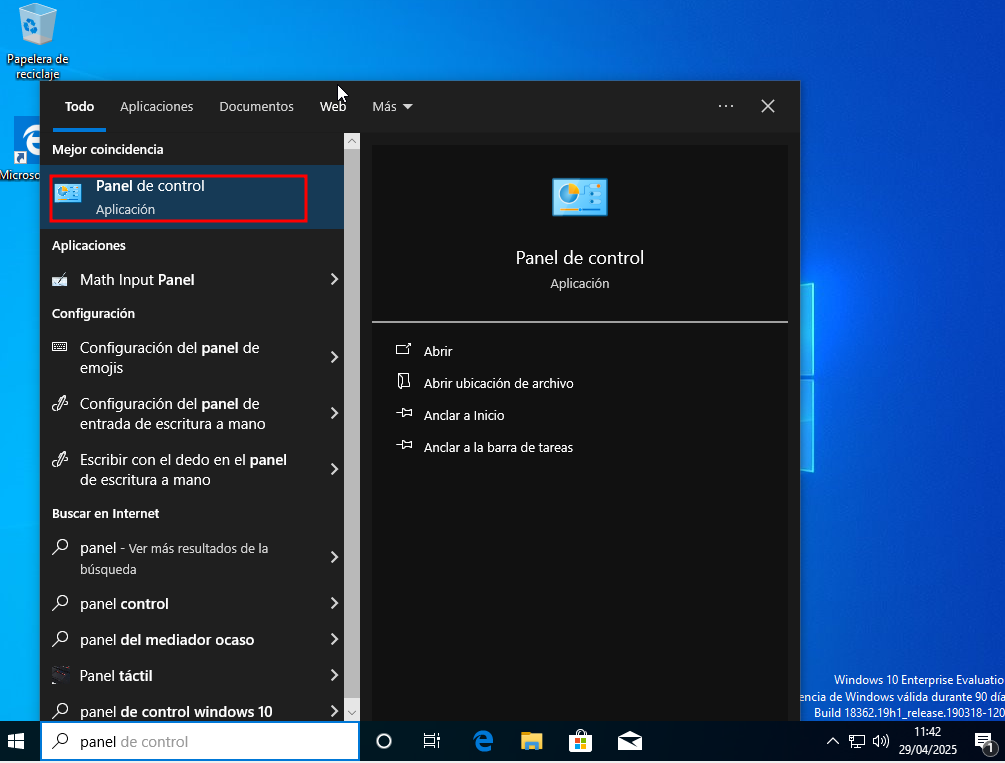 Papelera de
reciclaje
Todo
Aplicaciones
Documentos
Web
Más
Mejor coincidencia
Panel de control
Aplicación
Aplicaciones
Math Input Panel
Configuración
Configuración del panel de
emojis
Configuración del panel de
entrada de escritura a mano
Escribir con el dedo en el panel
de escritura a mano
Buscar en Internet
panel - Ver más resultados de la
búsqueda
panel control
panel del mediador ocaso
Panel táctil
panel de control windows 10
Panel de control
Aplicación
Abrir
Abrir ubicación de archivo
Anclar a Inicio
Anclar a la barra de tareas
Windows 10 Enterprise Evaluatio
encia de Windows válida durante 90 día
Build 18362.19h1_release.190318-120
panel de control
11:42
29/04/2025
1